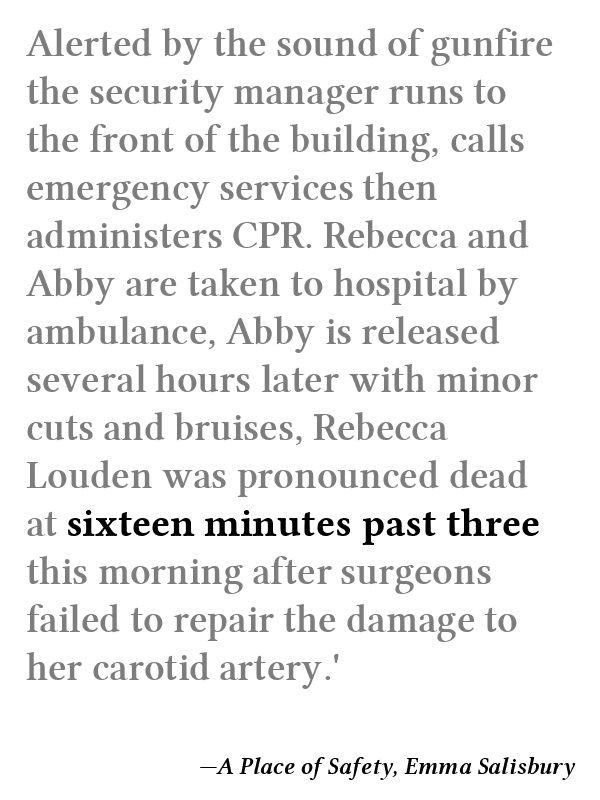 Alerted by the sound of gunfire
the security manager runs to
the front of the building, calls
emergency services then
administers CPR. Rebecca and
Abby are taken to hospital by
ambulance, Abby is released
several hours later with minor
cuts and bruises, Rebecca
Louden was pronounced dead
at sixteen minutes past three
this morning after surgeons
failed to repair the damage to
her carotid artery.'
—A Place of Safety, Emma Salisbury